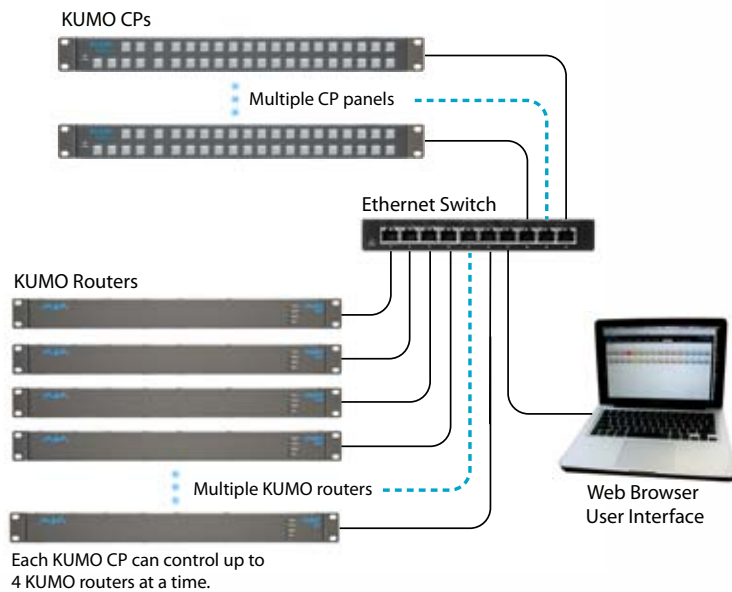 KUMO CPs
Multiple CP panels
Ethernet Switch
KUMO Routers
Multiple KUMO routers
Web Browser
User Interface
Each KUMO CP can control up to
4 KUMO routers at a time.